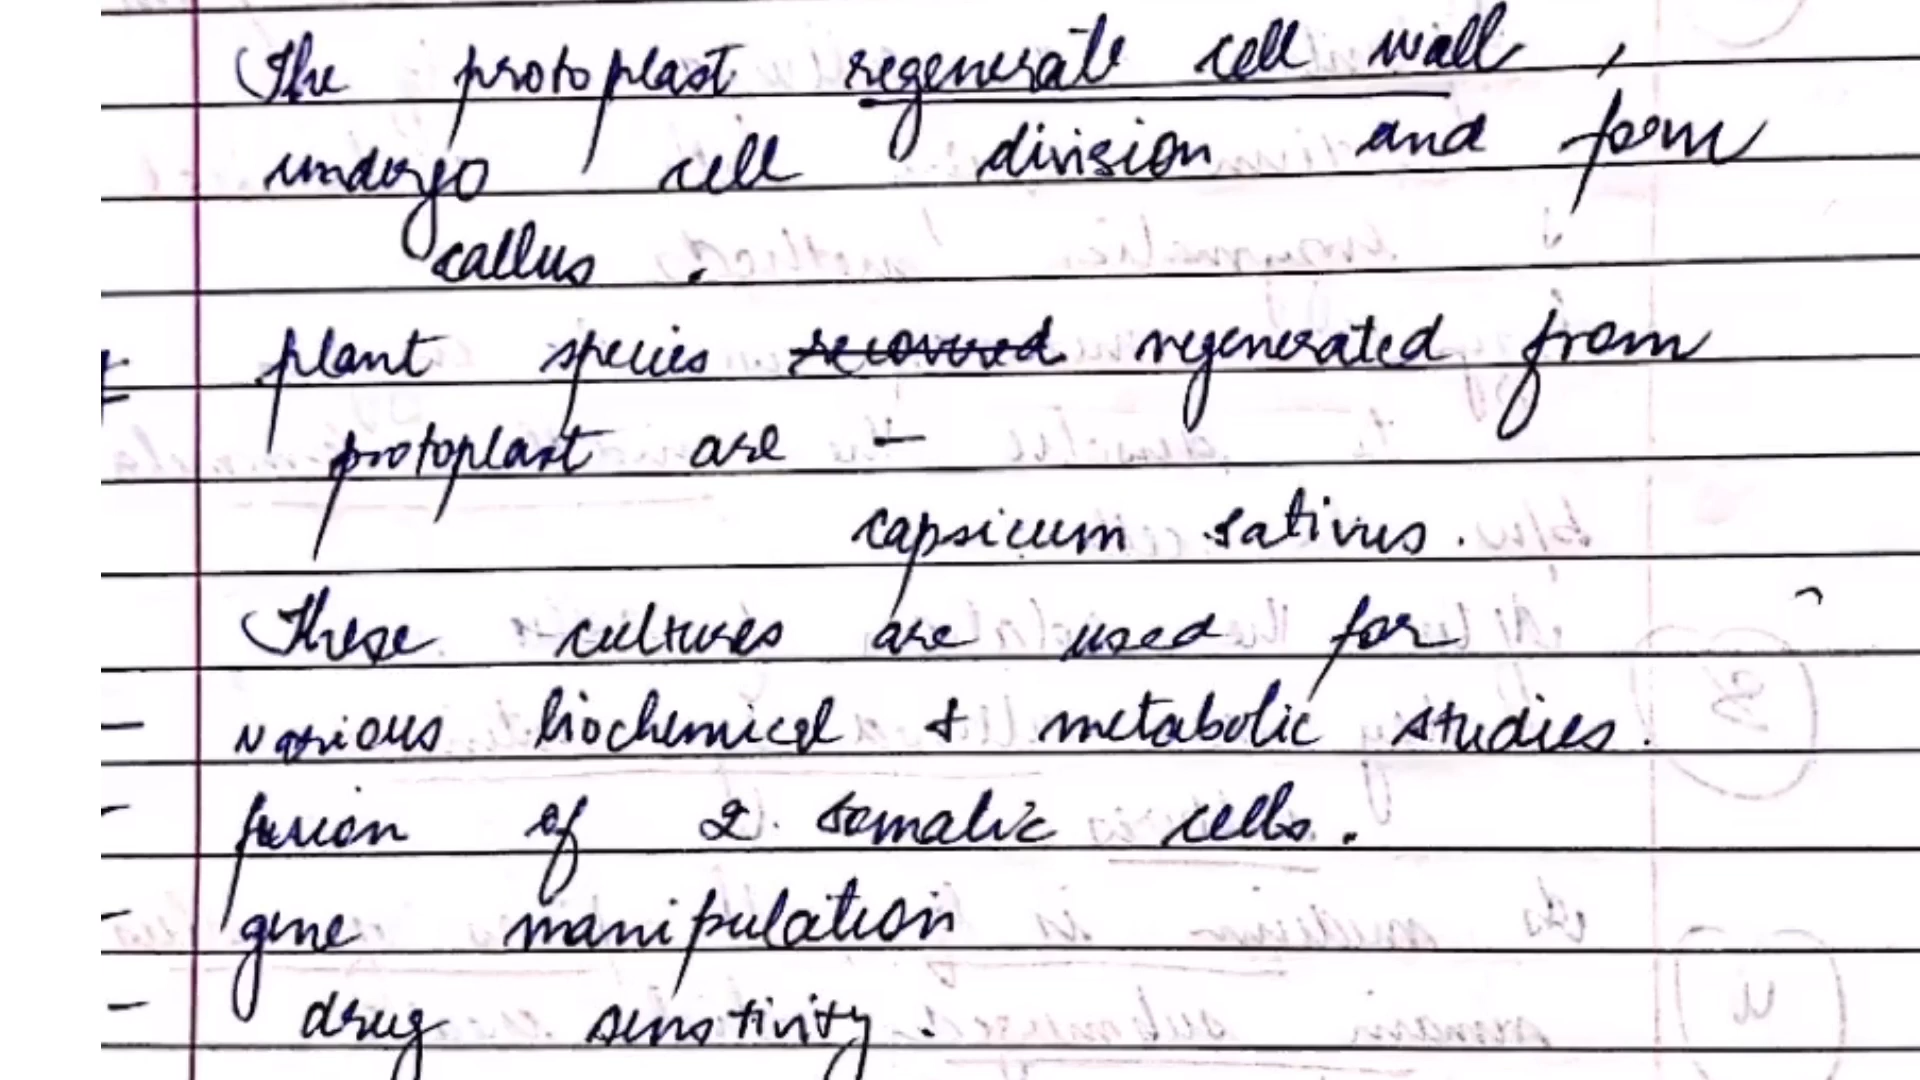 The protoplast regenerate cell wall,
undergo cell division and form
callus.
plant species recovered regenerated from
protoplast are -
capsicum sativus.
These cultures are used for
- various biochemical & metabolic studies.
- fusion of 2 somatic cells.
- gene manipulation
- drug senstivity.